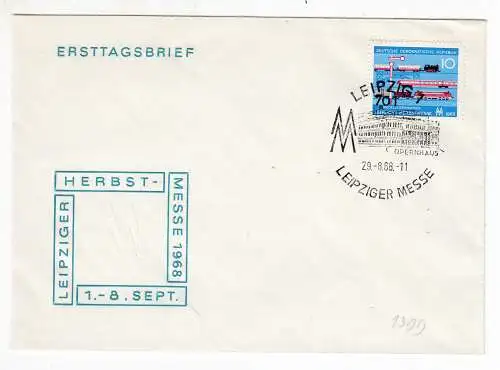 ERSTTAGSBRIEF
DEUTSCHE DEMOKRATISCHE REPUBLIK
10
LEIPZIG 7
701
OPERNHAUS
29.-8.68.-11
LEIPZIGER MESSE
LEIPZIGER
HERBST-
MESSE 1968
1.-8. SEPT.